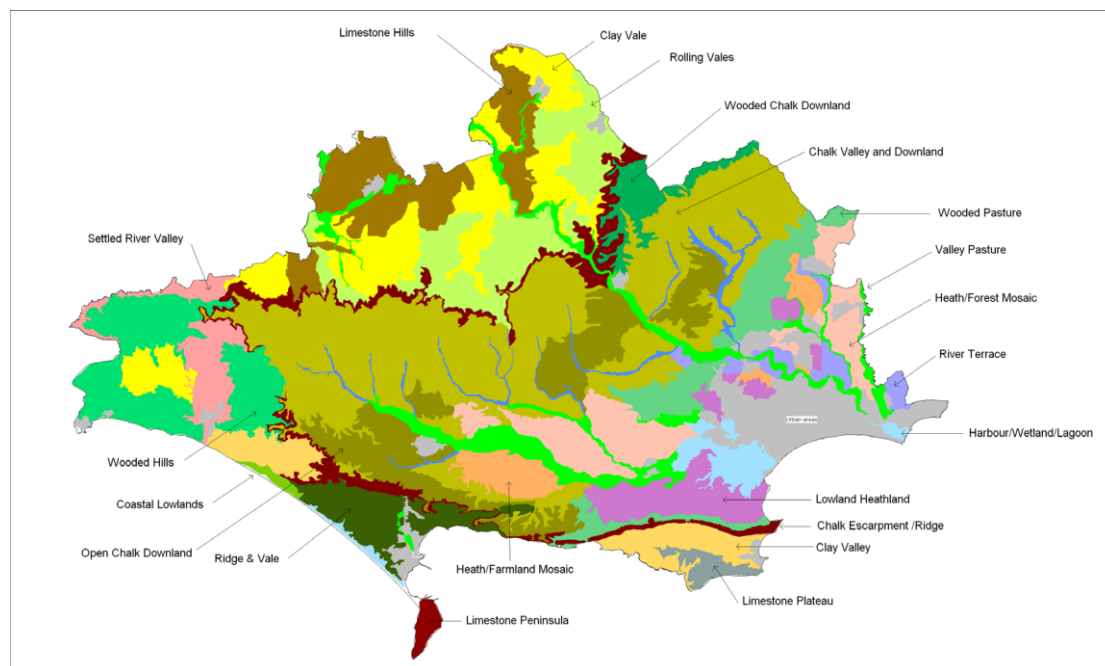 Limestone Hills
Clay Vale
Rolling Vales
Wooded Chalk Downland
Chalk Valley and Downland
Wooded Pasture
Settled River Valley
Valley Pasture
Heath/Forest Mosaic
River Terrace
Urban areas
Harbour/Wetland/Lagoon
Wooded Hills
Coastal Lowlands
Lowland Heathland
Chalk Escarpment /Ridge
Open Chalk Downland
Ridge & Vale
Heath/Farmland Mosaic
Clay Valley
Limestone Plateau
Limestone Peninsula